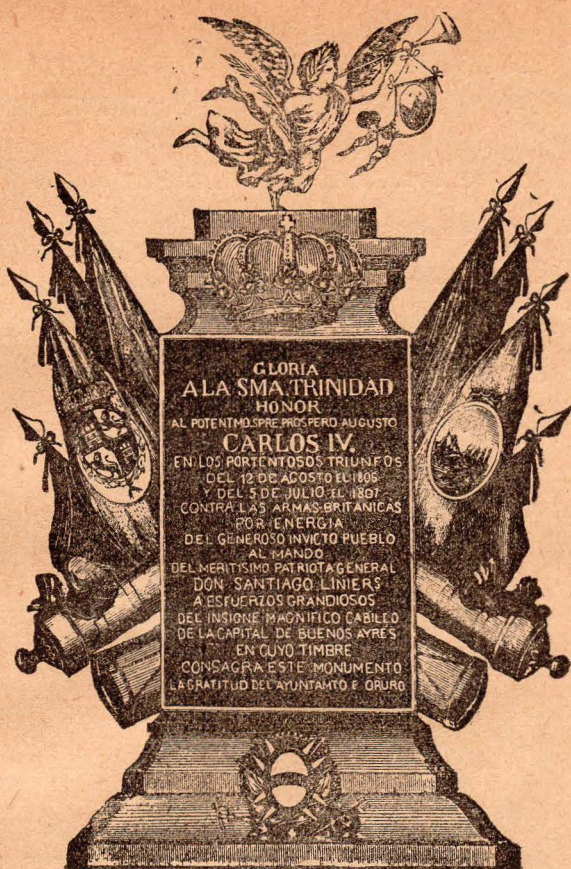 GLORIA
A LA SMA TRINIDAD
HONOR
AL POTENTMO. SPRE. PROSPERO AUGUSTO
CARLOS IV.
EN LOS PORTENTOSOS TRIUNFOS
DEL 12 DE AGOSTO EL 1806
Y DEL 5 DE JULIO EL 1807
CONTRA LAS ARMAS BRITANICAS
POR ENERGIA
DEL GENEROSO INVICTO PUEBLO
AL MANDO
DEL MERITISIMO PATRIOTA GENERAL
DON SANTIAGO LINIERS
A ESFUERZOS GRANDIOSOS
DEL INSIGNE MAGNIFICO CABILLO
DE LA CAPITAL DE BUENOS AYRES
EN CUYO TIMBRE
CONSAGRA ESTE MONUMENTO
LA GRATITUD DEL AYUNTAMTO E ORURO